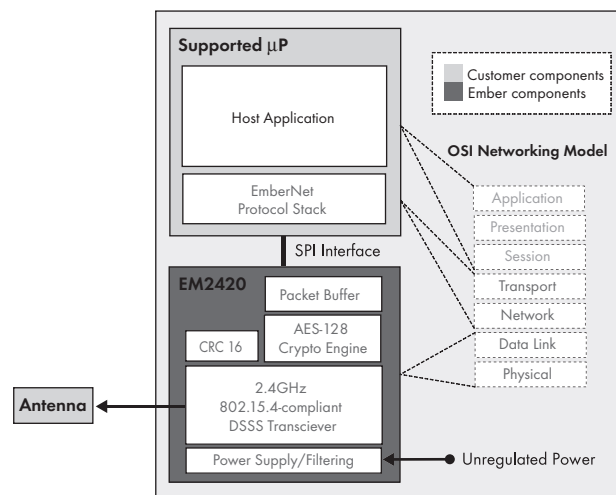 Supported µP
Host Application
EmberNet
Protocol Stack
SPI Interface
EM2420
Packet Buffer
CRC 16
AES-128
Crypto Engine
2.4GHz
802.15.4-compliant
DSSS Transciever
Power Supply/Filtering
Antenna
Unregulated Power
Customer components
Ember components
OSI Networking Model
Application
Presentation
Session
Transport
Network
Data Link
Physical